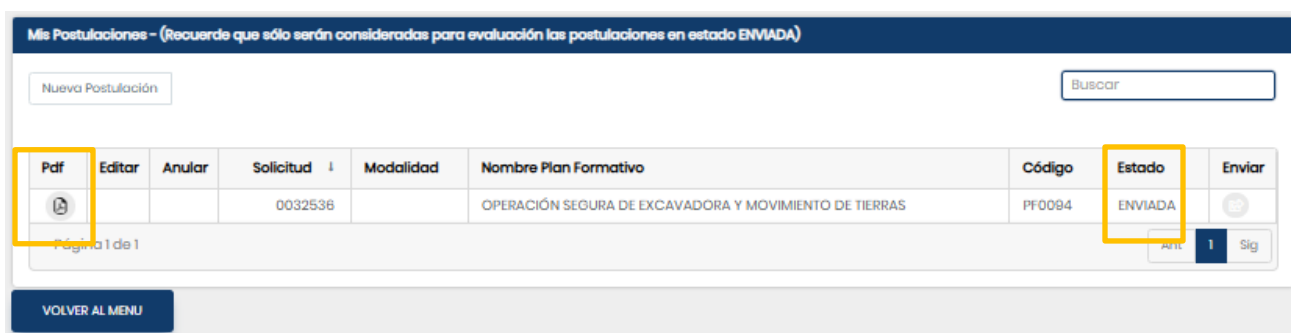 Mis Postulaciones - (Recuerde que sólo serán consideradas para evaluación las postulaciones en estado ENVIADA)
Nueva Postulación
Buscar
Pdf Editar Anular Solicitud ↓ Modalidad Nombre Plan Formativo Código Estado Enviar
0032536 OPERACIÓN SEGURA DE EXCAVADORA Y MOVIMIENTO DE TIERRAS PF0094 ENVIADA
Página 1 de 1 Ant 1 Sig
VOLVER AL MENU